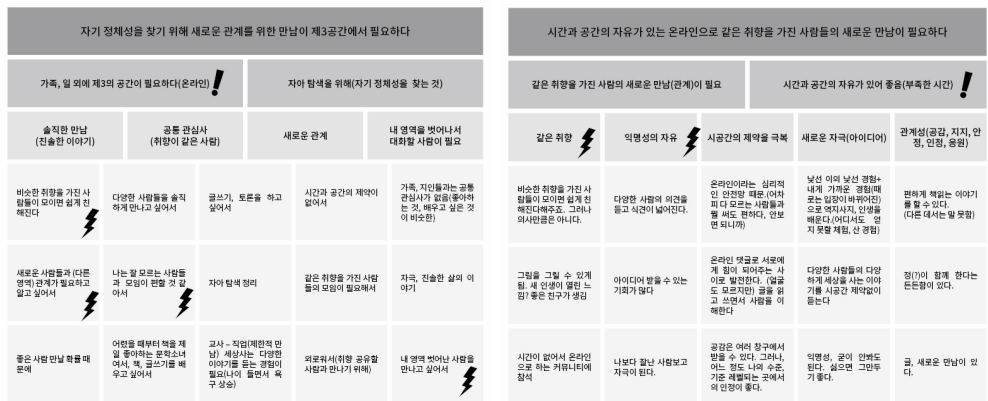 자기 정체성을 찾기 위해 새로운 관계를 위한 만남이 제3공간에서 필요하다
가족, 일 외에 제3의 공간이 필요하다(온라인)
자아 탐색을 위해(자기 정체성을 찾는 것)
솔직한 만남
(진솔한 이야기)
공통 관심사
(취향이 같은 사람)
새로운 관계
내 영역을 벗어나서
대화할 사람이 필요
비슷한 취향을 가진 사
람들이 모이면 쉽게 친
해진다
다양한 사람들을 솔직
하게 만나고 싶어서
글쓰기, 토론을 하고
싶어서
시간과 공간의 제약이
없어서
가족, 지인들과는 공통
관심사가 없음(좋아하
는 것, 배우고 싶은 것
이 비슷한)
새로운 사람들과 (다른
영역) 관계가 필요하고
알고 싶어서
나는 잘 모르는 사람들
과 모임이 편할 것 같
아서
자아 탐색 정리
같은 취향을 가진 사람
들의 모임이 필요해서
자극, 진솔한 삶의 이
야기
좋은 사람 만날 확률 때
문에
어렸을 때부터 책을 제
일 좋아하는 문학소녀
여서, 책, 글쓰기를 배
우고 싶어서
교사 – 직업(제한적 만
남) 세상사는 다양한
이야기를 듣는 경험이
필요(나이 들면서 욕
구 상승)
외로워서(취향 공유할
사람과 만나기 위해)
내 영역 벗어난 사람을
만나고 싶어서
시간과 공간의 자유가 있는 온라인으로 같은 취향을 가진 사람들의 새로운 만남이 필요하다
같은 취향을 가진 사람의 새로운 만남(관계)이 필요
시간과 공간의 자유가 있어 좋음(부족한 시간)
같은 취향
익명성의 자유
시공간의 제약을 극복
새로운 자극(아이디어)
관계성(공감, 지지, 안
정, 인정, 응원)
비슷한 취향을 가진 사
람들이 모이면 쉽게 친
해진다해주죠. 그러나
의사만큼은 아니다.
다양한 사람의 의견을
듣고 식견이 넓어진다.
온라인이라는 심리적
인 안전망 때문.(어차
피 다 모르는 사람들과
뭘 써도 편하다, 안보
면 되니까)
낯선 이의 낯선 경험+
내게 가까운 경험(때
로는 입장이 바뀌어진)
으로 역지사지, 인생을
배운다.(어디서도 얻
지 못할 체험, 산 경험)
편하게 책읽는 이야기
를 할 수 있다.
(다른 데서는 말 못함)
그림을 그릴 수 있게
됨. 새 인생이 열린 느
낌? 좋은 친구가 생김
아이디어 받을 수 있는
기회가 많다
온라인 댓글로 서로에
게 힘이 되어주는 사
이로 발전한다. (얼굴
도 모르지만) 글을 읽
고 쓰면서 사람을 이
해한다
다양한 사람들의 다양
하게 세상을 사는 이야
기를 시공간 제약없이
듣는다
정(?)이 함께 한다는
든든함이 있다.
시간이 없어서 온라인
으로 하는 커뮤니티에
참석
나보다 잘난 사람보고
자극이 된다.
공감은 여러 창구에서
받을 수 있다. 그러나,
어느 정도 나의 수준,
기준 레벨되는 곳에서
의 인정이 좋다.
익명성, 굳이 안봐도
된다. 싫으면 그만두
기 좋다.
글, 새로운 만남이 있
다.